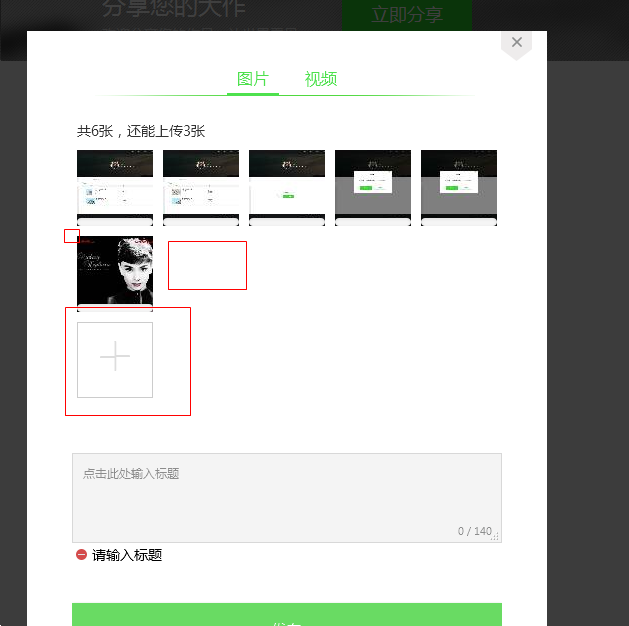 分享您的大作
立即分享
图片
视频
共6张，还能上传3张
点击此处输入标题
0 / 140
请输入标题